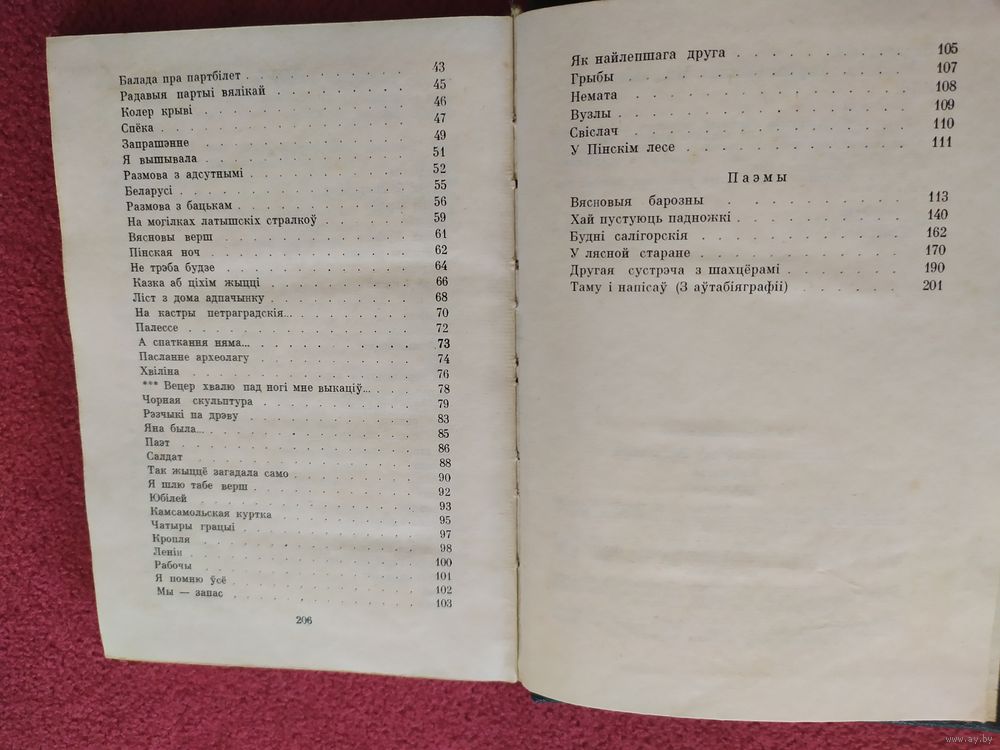 Балада пра партбілет . . . . . . . . 43
Радавыя партыі вялікай . . . . . . . 45
Колер крыві . . . . . . . . . . 46
Спёка . . . . . . . . . . . . 47
Запрашэнне . . . . . . . . . . 49
Я вышывала . . . . . . . . . . 51
Размова з адсутнымі . . . . . . . . 52
Беларусі . . . . . . . . . . . 55
Размова з бацькам . . . . . . . . 56
На могілках латышскіх стралкоў . . . . . 59
Вясновы верш . . . . . . . . . . 61
Пінская ноч . . . . . . . . . . 62
Не трэба будзе . . . . . . . . . 64
Казка аб ціхім жыцці . . . . . . . 66
Ліст з дома адпачынку . . . . . . . 68
На кастры петраградскія... . . . . . . 70
Палессе . . . . . . . . . . . 72
А спаткання няма... . . . . . . . . 73
Пасланне археолагу . . . . . . . . 74
Хвіліна . . . . . . . . . . . 76
*** Вецер хвалю пад ногі мне выкаціў... . . . 78
Чорная скульптура . . . . . . . . 79
Рэзчыкі па дрэву . . . . . . . . . 83
Яна была... . . . . . . . . . . 85
Паэт . . . . . . . . . . . . 86
Салдат . . . . . . . . . . . 88
Так жыццё загадала само . . . . . . 90
Я шлю табе верш . . . . . . . . 92
Юбілей . . . . . . . . . . . 93
Камсамольская куртка . . . . . . . 95
Чатыры грацыі . . . . . . . . . 97
Кропля . . . . . . . . . . . 98
Ленін . . . . . . . . . . . 100
Рабочы . . . . . . . . . . . 101
Я помню ўсё . . . . . . . . . 102
Мы — запас . . . . . . . . . 103
206
Як найлепшага друга . . . . . . . . 105
Грыбы . . . . . . . . . . . . 107
Немата . . . . . . . . . . . . 108
Вузлы . . . . . . . . . . . . 109
Свіслач . . . . . . . . . . . . 110
У Пінскім лесе . . . . . . . . . . 111
Паэмы
Вясновыя барозны . . . . . . . . . 113
Хай пустуюць падножкі . . . . . . . . 140
Будні салігорскія . . . . . . . . . 162
У лясной старане . . . . . . . . . 170
Другая сустрэча з шахцёрамі . . . . . . 190
Таму і напісаў (З аўтабіяграфіі) . . . . . 201
www.ay.by